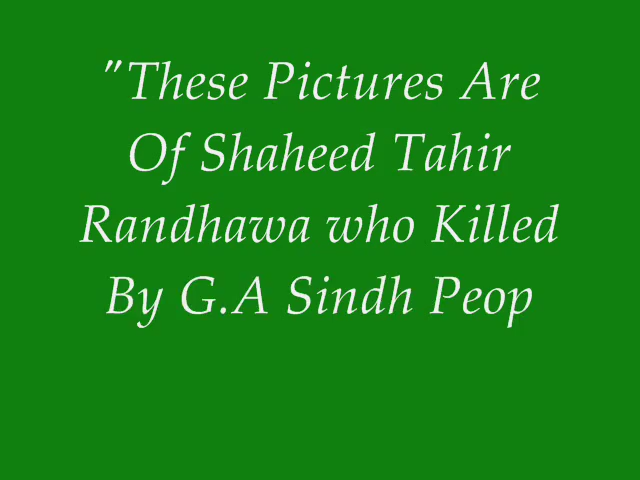 "These Pictures Are
Of Shaheed Tahir
Randhawa who Killed
By G.A Sindh Peop